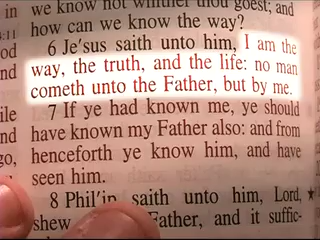 in we know not whither thou goest; and
how can we know the way?
6 Je'sus saith unto him, I am the
way, the truth, and the life: no man
cometh unto the Father, but by me.
7 If ye had known me, ye should
have known my Father also: and from
henceforth ye know him, and have
seen him.
8 Phil'ip saith unto him, Lord,
shew Father, and it suffic-